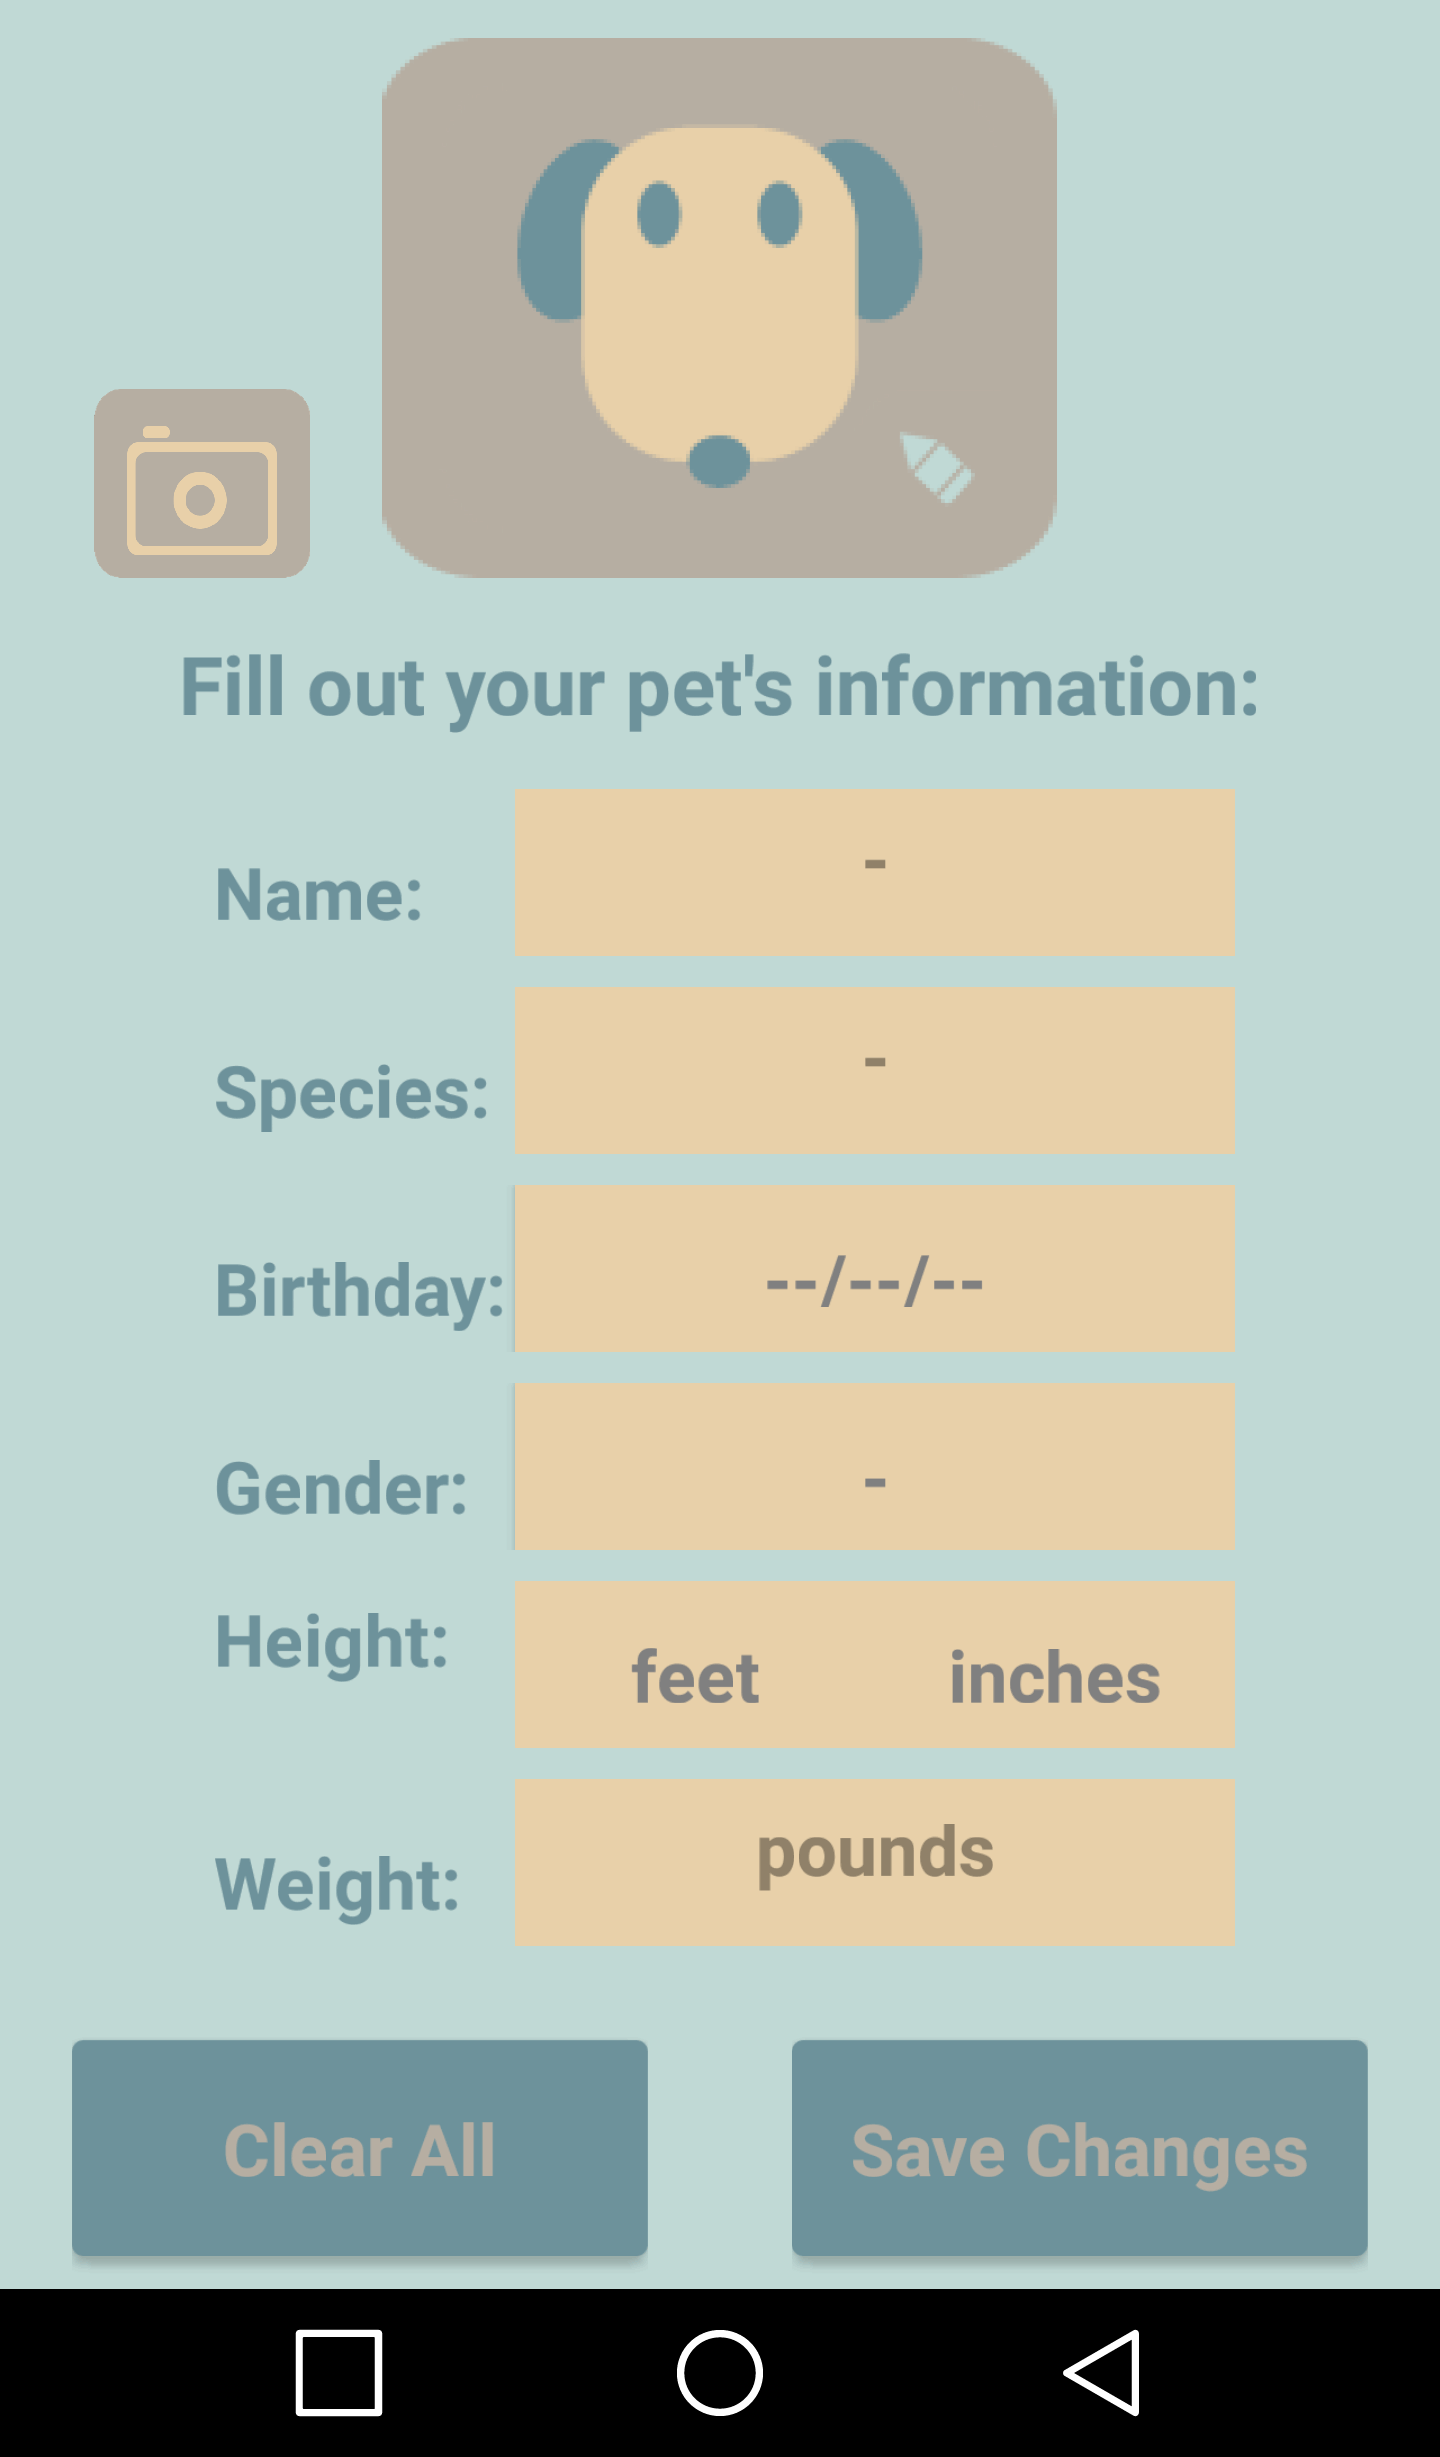 Fill out your pet's information:
Name: -
Species: -
Birthday: --/--/--
Gender: -
Height: feet inches
Weight: pounds
Clear All Save Changes